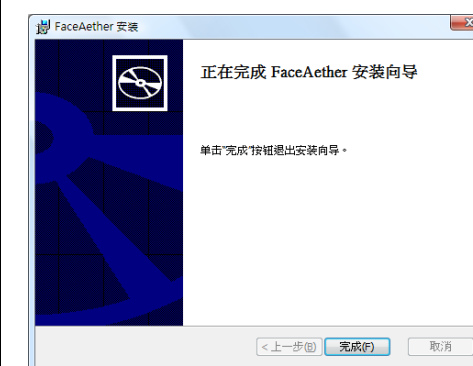 FaceAether 安装
正在完成 FaceAether 安装向导
单击"完成"按钮退出安装向导。
< 上一步(B) 完成(F) 取消